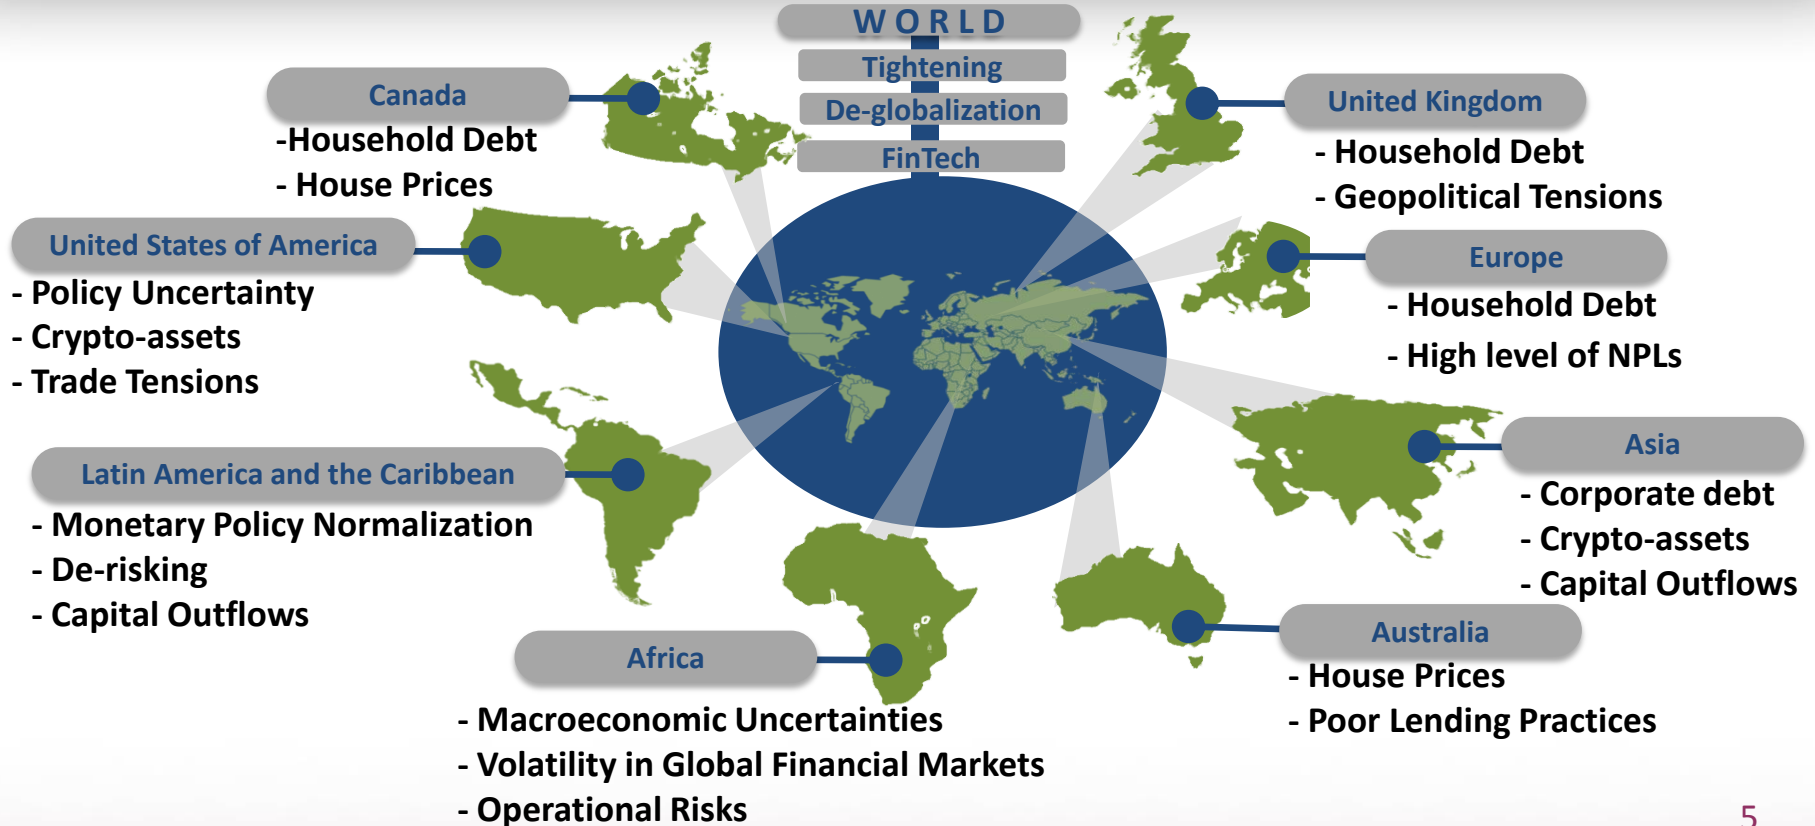 W O R L D
Tightening
De-globalization
FinTech
Canada
-Household Debt
- House Prices
United States of America
- Policy Uncertainty
- Crypto-assets
- Trade Tensions
Latin America and the Caribbean
- Monetary Policy Normalization
- De-risking
- Capital Outflows
Africa
- Macroeconomic Uncertainties
- Volatility in Global Financial Markets
- Operational Risks
United Kingdom
- Household Debt
- Geopolitical Tensions
Europe
- Household Debt
- High level of NPLs
Asia
- Corporate debt
- Crypto-assets
- Capital Outflows
Australia
- House Prices
- Poor Lending Practices
5